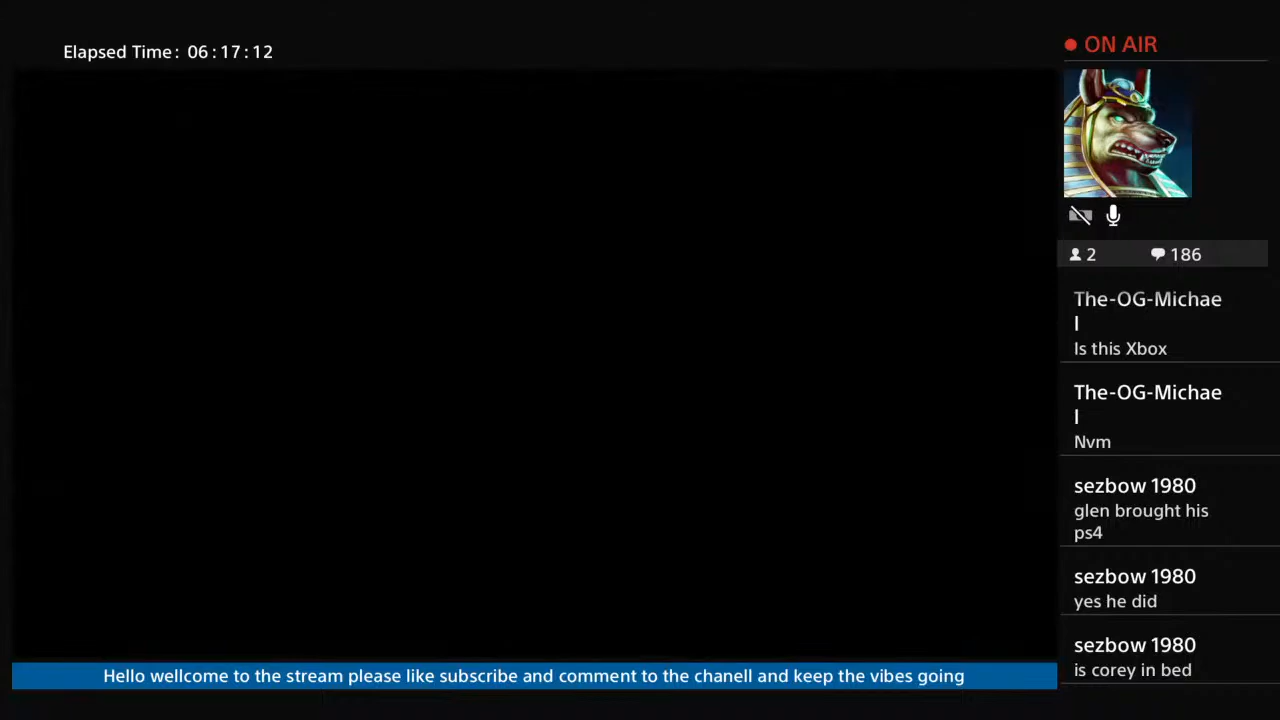 Elapsed Time: 06:17:12
ON AIR
2 186
The-OG-Michae
l
Is this Xbox
The-OG-Michae
l
Nvm
sezbow 1980
glen brought his
ps4
sezbow 1980
yes he did
sezbow 1980
is corey in bed
Hello wellcome to the stream please like subscribe and comment to the chanell and keep the vibes going